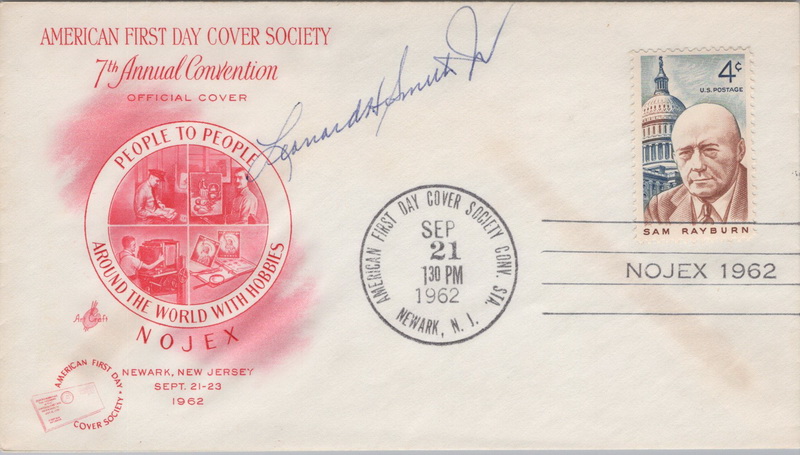 AMERICAN FIRST DAY COVER SOCIETY
7th Annual Convention
OFFICIAL COVER
Leonard H Smith Jr
PEOPLE TO PEOPLE
AROUND THE WORLD WITH HOBBIES
Art Craft
NOJEX
NEWARK, NEW JERSEY
SEPT. 21-23
1962
AMERICAN FIRST DAY
COVER SOCIETY
AMERICAN FIRST DAY COVER SOCIETY CONV. STA.
SEP
21
130 PM
1962
NEWARK, N. J.
4c
U.S. POSTAGE
SAM RAYBURN
NOJEX 1962